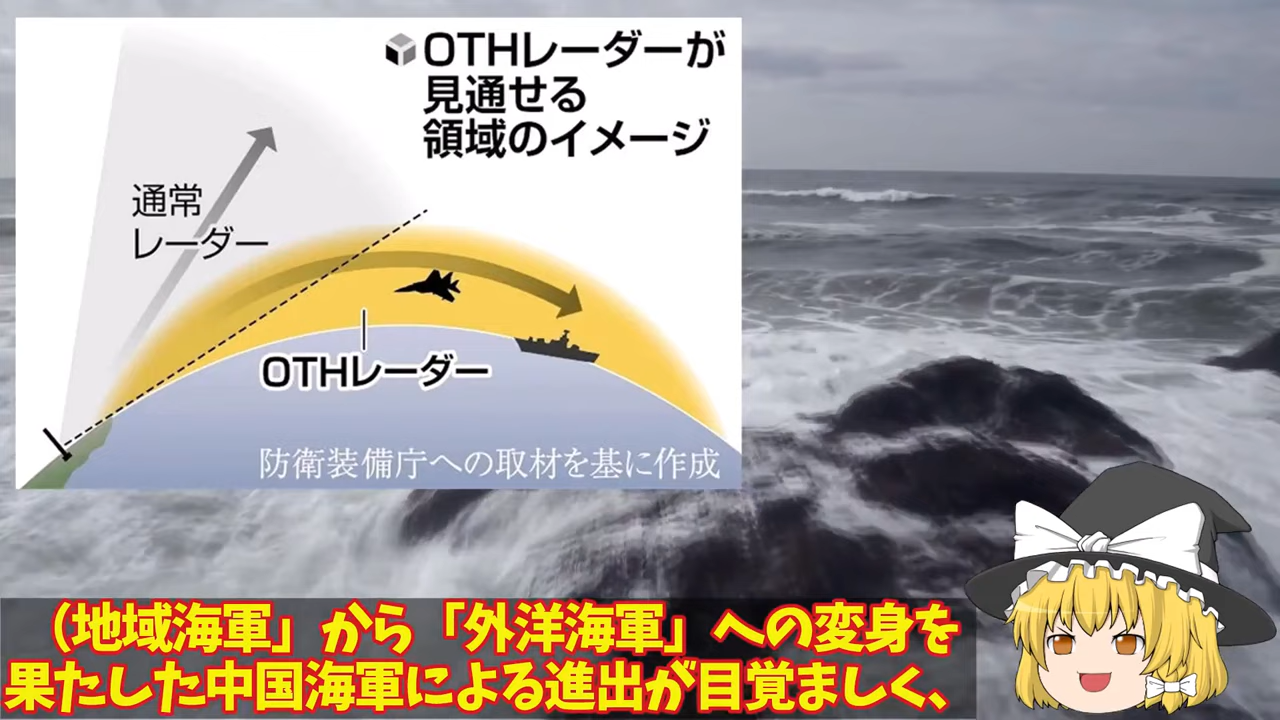 OTHレーダーが
見通せる
領域のイメージ
通常
レーダー
OTHレーダー
防衛装備庁への取材を基に作成
（地域海軍」から「外洋海軍」への変身を
果たした中国海軍による進出が目覚ましく、